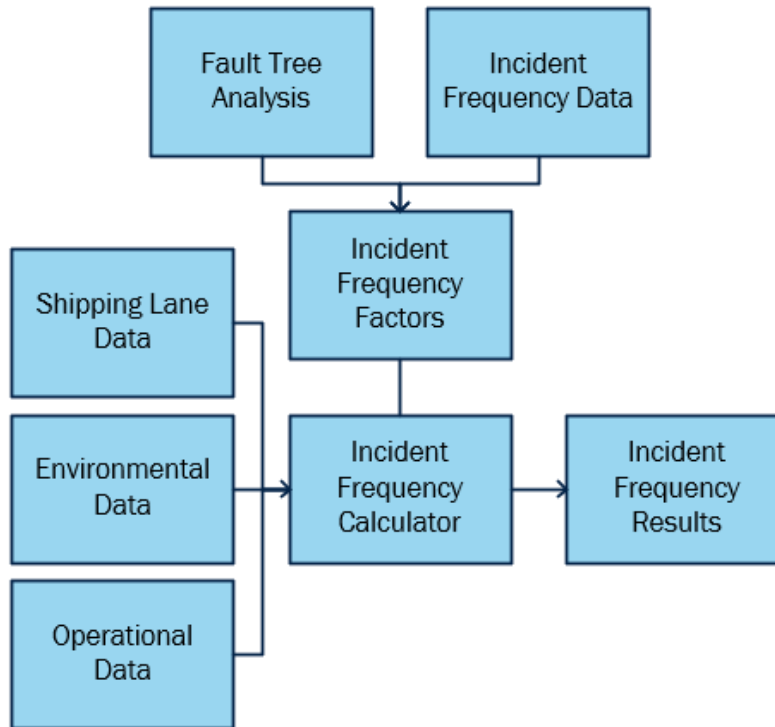 Fault Tree
Analysis
Incident
Frequency Data
Incident
Frequency
Factors
Shipping Lane
Data
Environmental
Data
Incident
Frequency
Calculator
Incident
Frequency
Results
Operational
Data